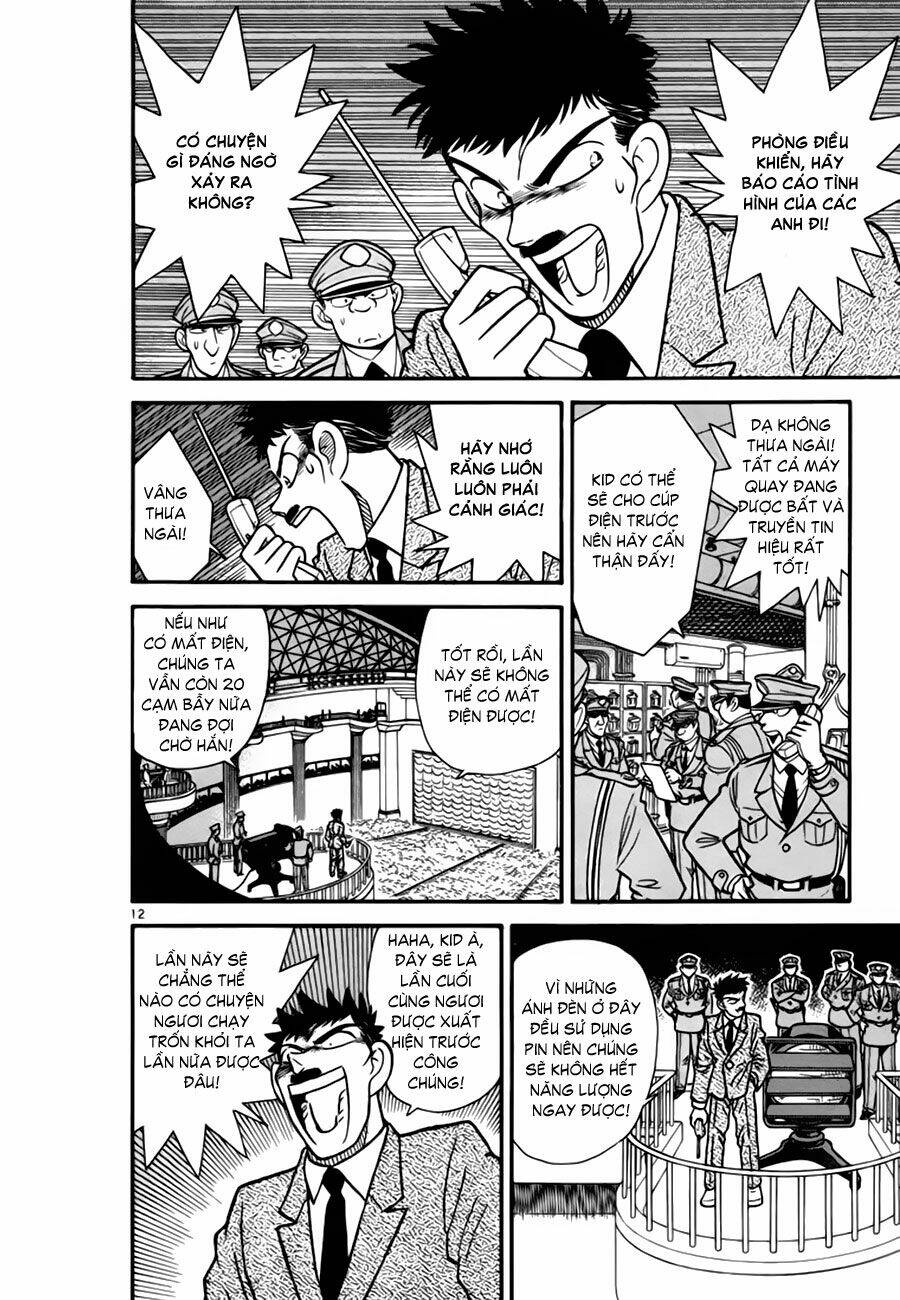 PHÒNG ĐIỀU
KHIỂN, HÃY
BÁO CÁO TÌNH
HÌNH CỦA CÁC
ANH ĐI!
CÓ CHUYỆN
GÌ ĐÁNG NGỜ
XẢY RA
KHÔNG?
DẠ KHÔNG
THƯA NGÀI!
TẤT CẢ MÁY
QUAY ĐANG
ĐƯỢC BẬT VÀ
TRUYỀN TIN
HIỆU RẤT
TỐT!
KID CÓ THỂ
SẼ CHO CÚP
ĐIỆN TRƯỚC
NÊN HÃY CẨN
THẬN ĐẤY!
HÃY NHỚ
RẰNG LUÔN
LUÔN PHẢI
CẢNH GIÁC!
VÂNG
THƯA
NGÀI!
TỐT RỒI, LẦN
NÀY SẼ KHÔNG
THỂ CÓ MẤT
ĐIỆN ĐƯỢC!
NẾU NHƯ
CÓ MẤT ĐIỆN,
CHÚNG TA
VẪN CÒN 20
CẠM BẪY NỮA
ĐANG ĐỢI
CHỜ HẮN!
12
VÌ NHỮNG
ÁNH ĐÈN Ở ĐÂY
ĐỀU SỬ DỤNG
PIN NÊN CHÚNG
SẼ KHÔNG HẾT
NĂNG LƯỢNG
NGAY ĐƯỢC!
HAHA, KID À,
ĐÂY SẼ LÀ
LẦN CUỐI
CÙNG NGƯƠI
ĐƯỢC XUẤT
HIỆN TRƯỚC
CÔNG
CHÚNG!
LẦN NÀY SẼ
CHẲNG THỂ
NÀO CÓ CHUYỆN
NGƯƠI CHẠY
TRỐN KHỎI TA
LẦN NỮA ĐƯỢC
ĐÂU!